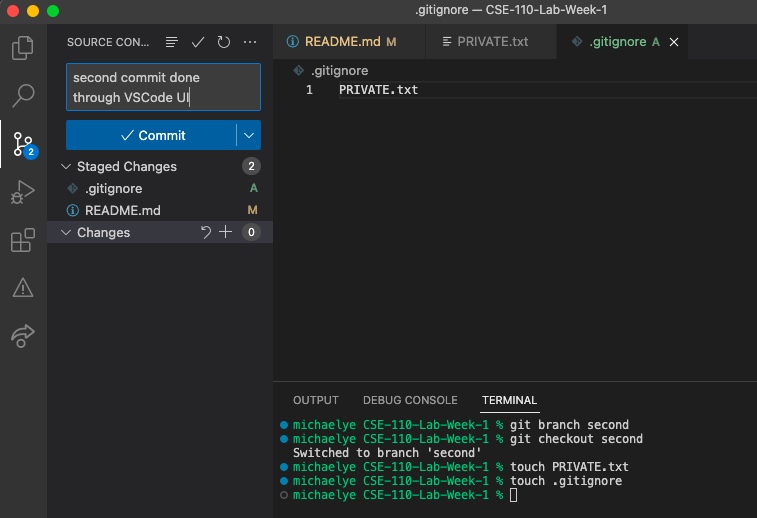 .gitignore — CSE-110-Lab-Week-1
SOURCE CON...
README.md M
PRIVATE.txt
.gitignore A
second commit done
through VSCode UI
.gitignore
1 PRIVATE.txt
Commit
2
Staged Changes 2
.gitignore A
README.md M
Changes 0
OUTPUT DEBUG CONSOLE TERMINAL
michaelye CSE-110-Lab-Week-1 % git branch second
michaelye CSE-110-Lab-Week-1 % git checkout second
Switched to branch 'second'
michaelye CSE-110-Lab-Week-1 % touch PRIVATE.txt
michaelye CSE-110-Lab-Week-1 % touch .gitignore
michaelye CSE-110-Lab-Week-1 %